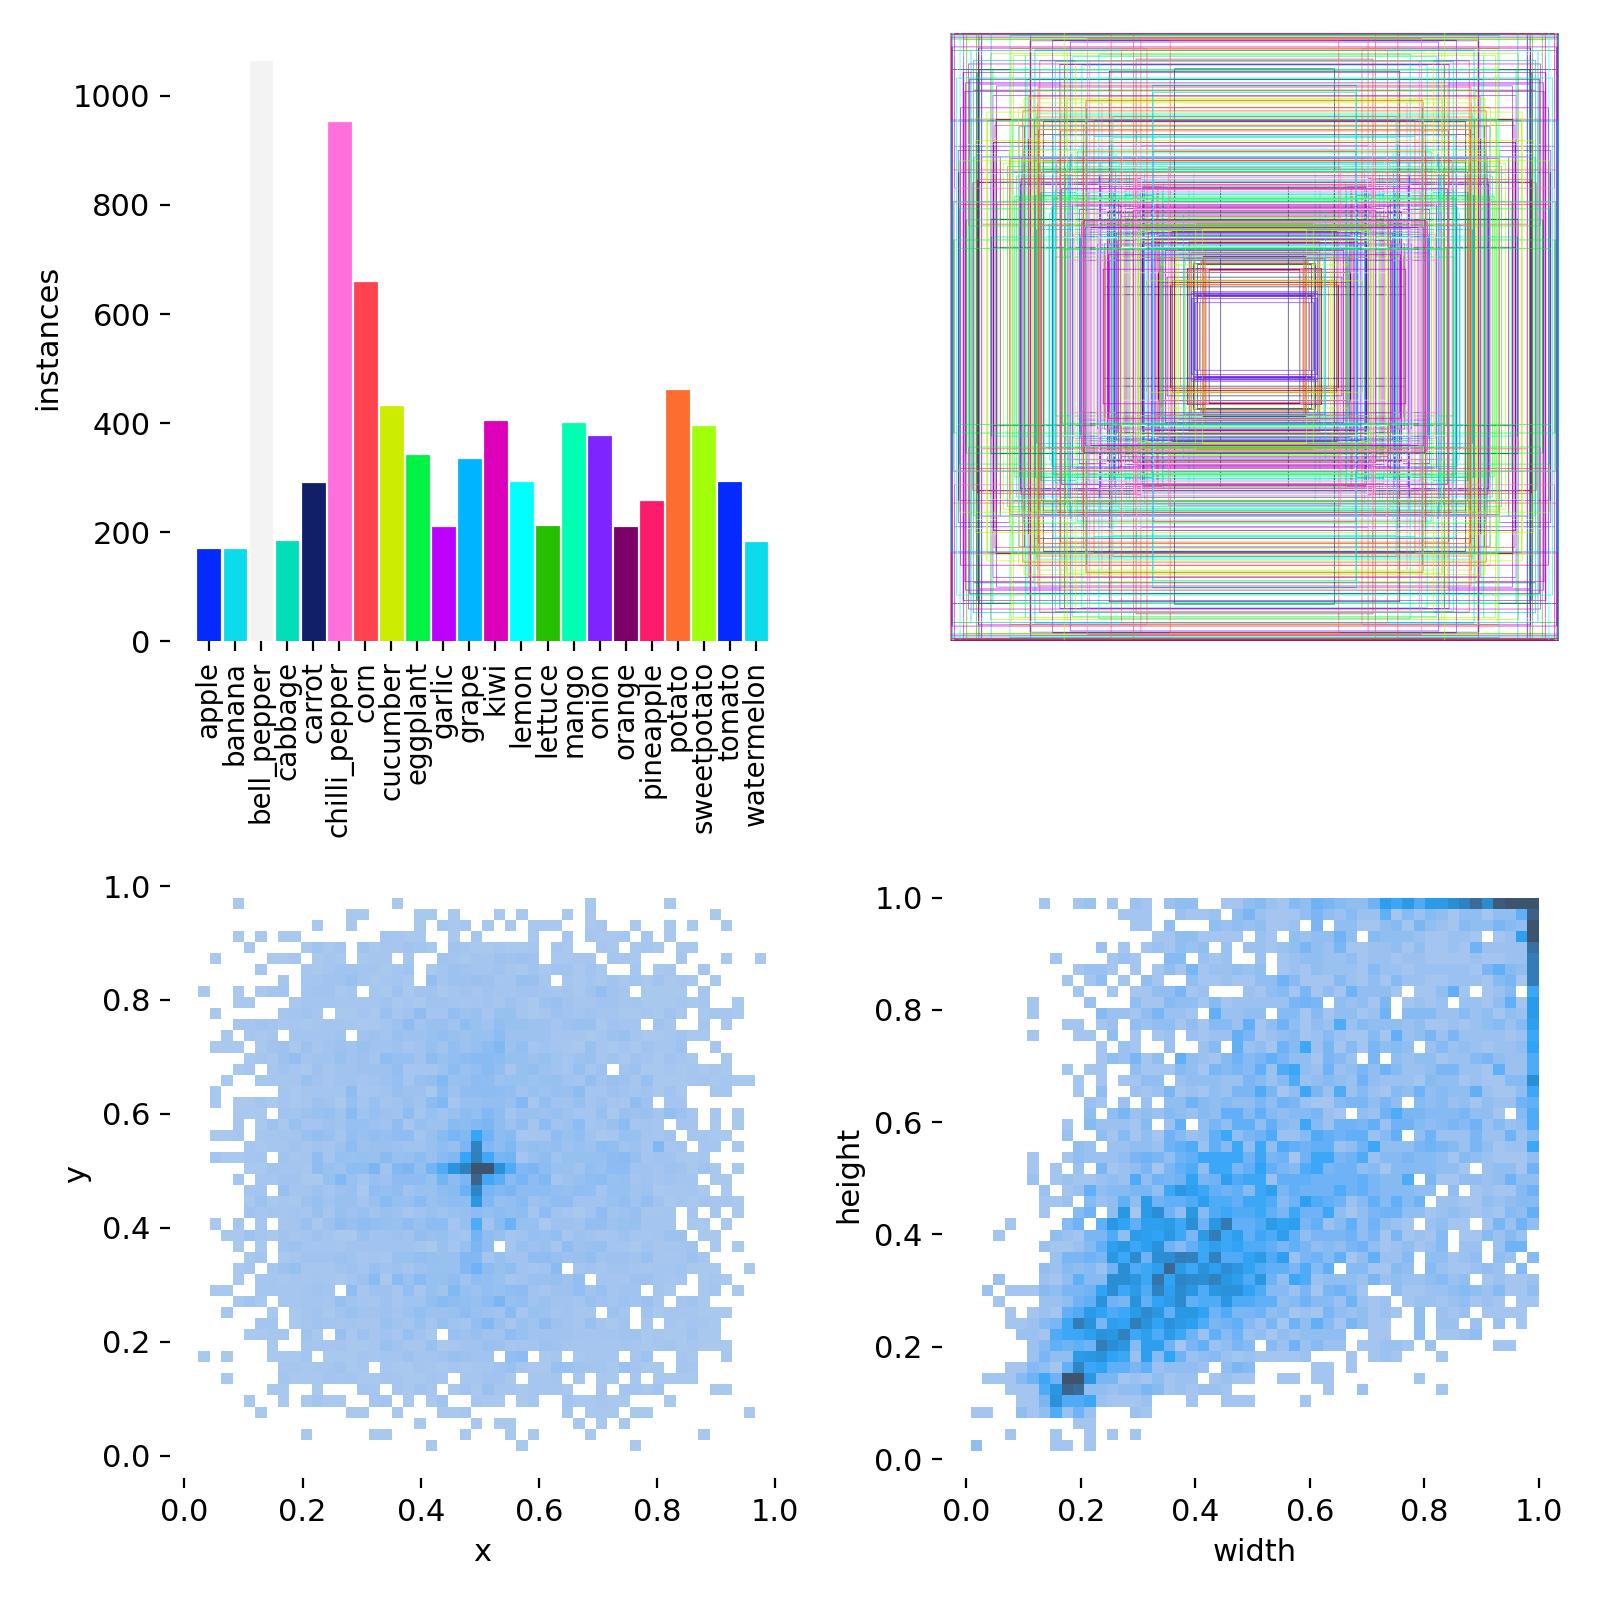 1000
800
600
400
200
0
instances
apple
banana
bell_pepper
cabbage
carrot
chilli_pepper
corn
cucumber
eggplant
garlic
grape
kiwi
lemon
lettuce
mango
onion
orange
pineapple
potato
sweetpotato
tomato
watermelon
1.0
0.8
0.6
0.4
0.2
0.0
y
0.0 0.2 0.4 0.6 0.8 1.0
x
1.0
0.8
0.6
0.4
0.2
0.0
height
0.0 0.2 0.4 0.6 0.8 1.0
width